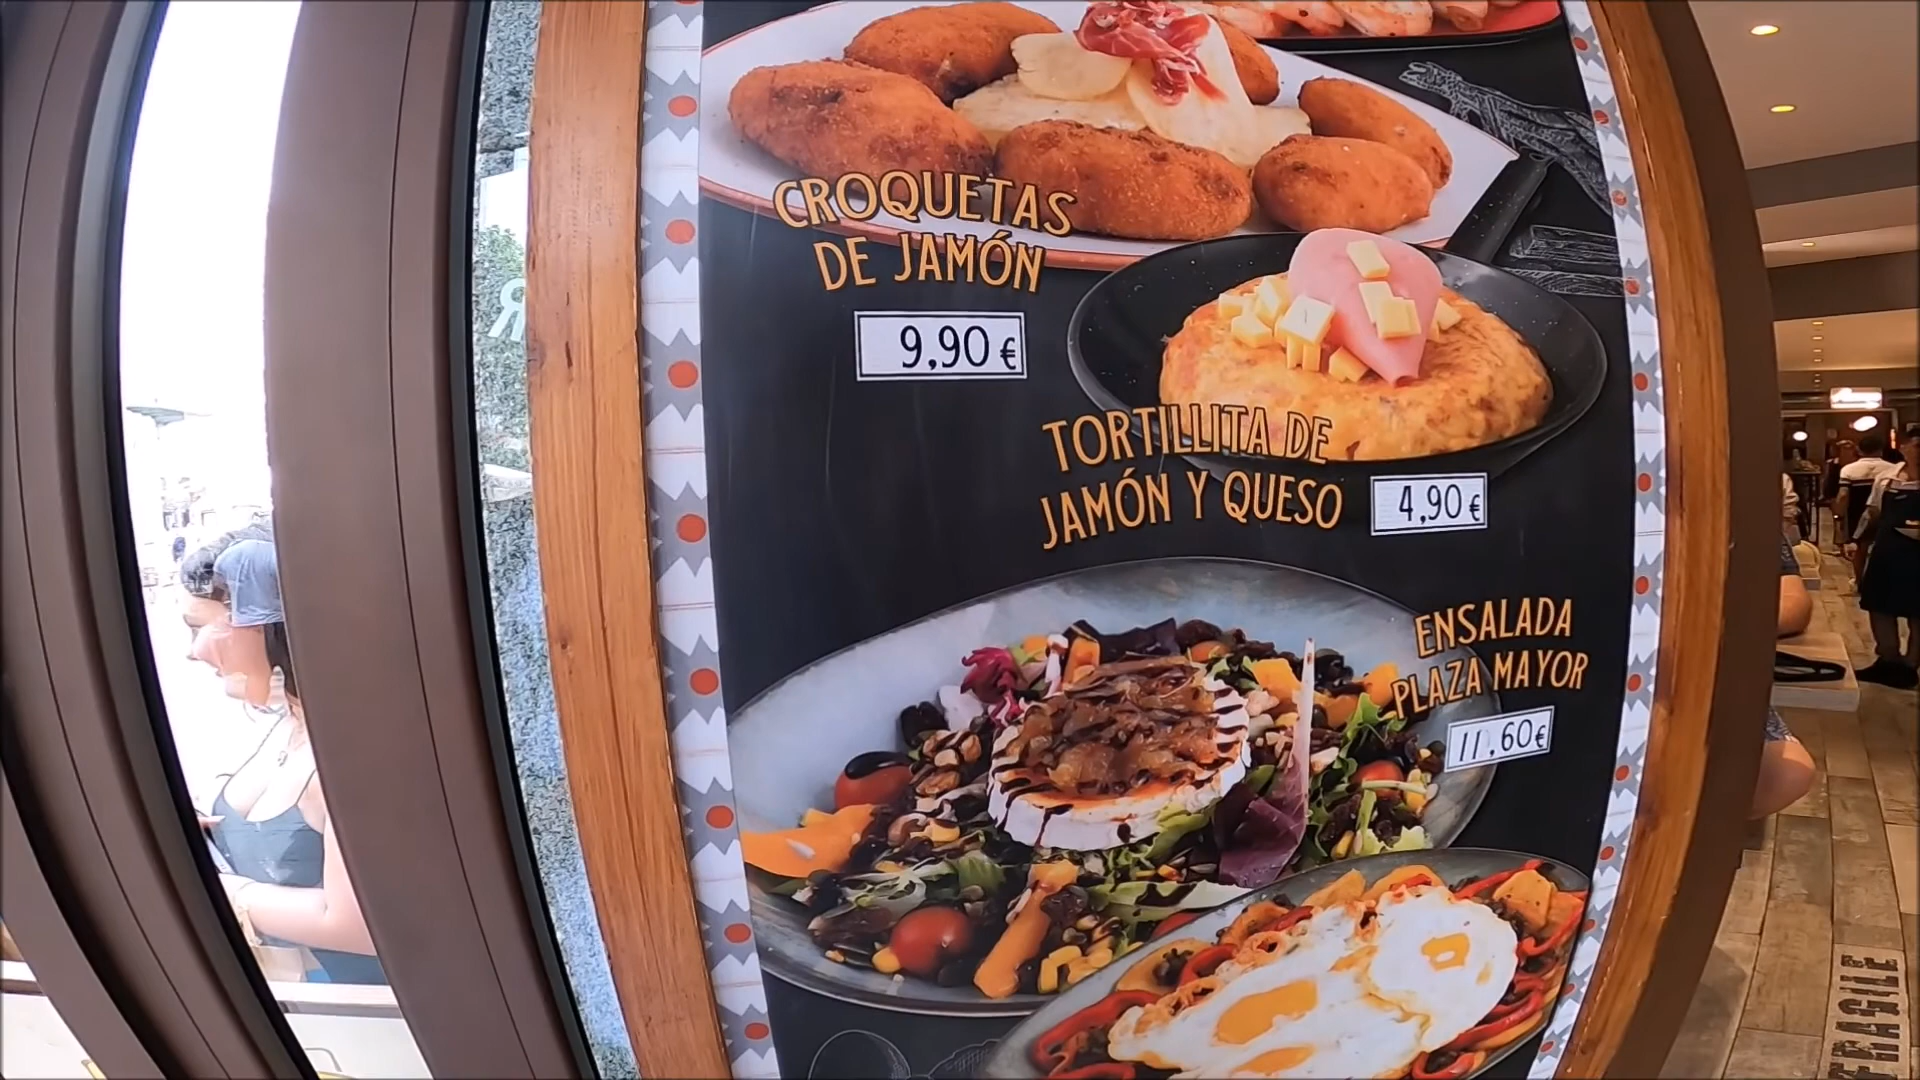 CROQUETAS
DE JAMÓN
9,90 €
TORTILLITA DE
JAMÓN Y QUESO
4,90 €
ENSALADA
PLAZA MAYOR
11,60€
FRAGILE